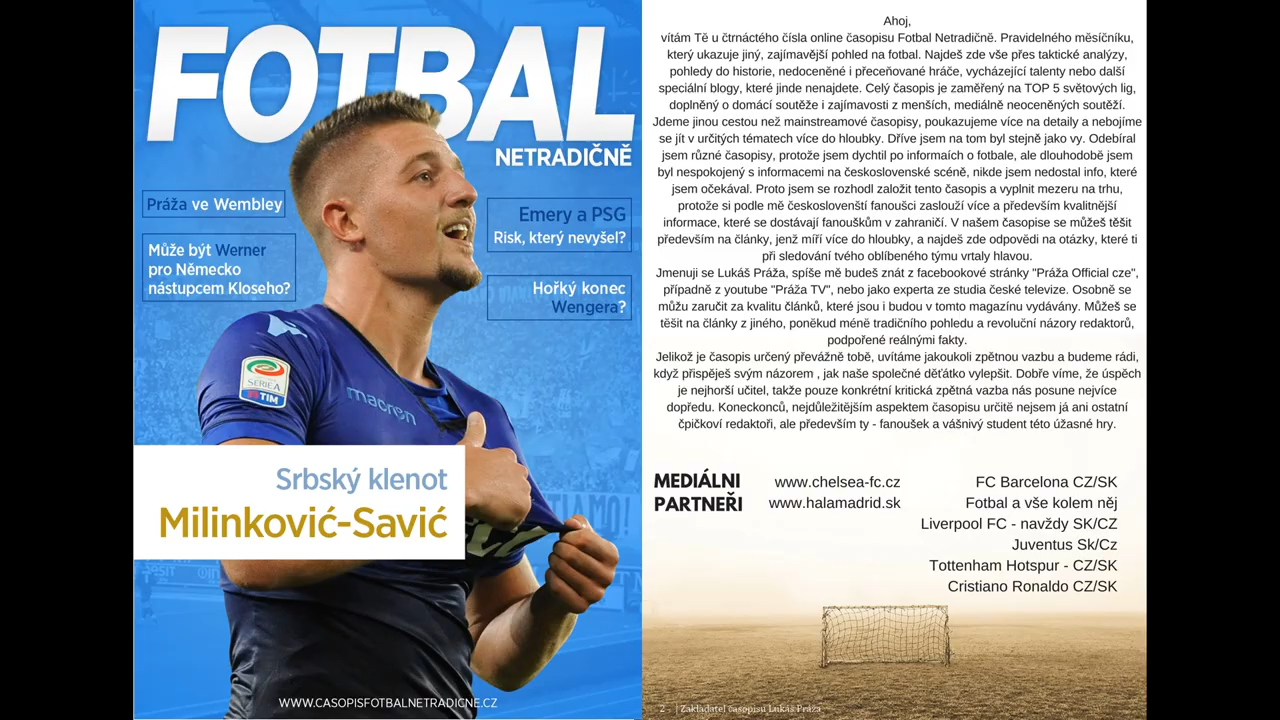 FOTBAL
NETRADIČNĚ
Práža ve Wembley
Může být Werner
pro Německo
nástupcem Kloseho?
Emery a PSG
Risk, který nevyšel?
Hořký konec
Wengera?
SERIE A
TIM
macron
Srbský klenot
Milinković-Savić
WWW.CASOPISFOTBALNETRADICNE.CZ
Ahoj,
vítám Tě u čtrnáctého čísla online časopisu Fotbal Netradičně. Pravidelného měsíčníku,
který ukazuje jiný, zajímavější pohled na fotbal. Najdeš zde vše přes taktické analýzy,
pohledy do historie, nedoceněné i přeceňované hráče, vycházející talenty nebo další
speciální blogy, které jinde nenajdete. Celý časopis je zaměřený na TOP 5 světových lig,
doplněný o domácí soutěže i zajímavosti z menších, mediálně neoceněných soutěží.
Jdeme jinou cestou než mainstreamové časopisy, poukazujeme více na detaily a nebojíme
se jít v určitých tématech více do hloubky. Dříve jsem na tom byl stejně jako vy. Odebíral
jsem různé časopisy, protože jsem dychtil po informaích o fotbale, ale dlouhodobě jsem
byl nespokojený s informacemi na československé scéně, nikde jsem nedostal info, které
jsem očekával. Proto jsem se rozhodl založit tento časopis a vyplnit mezeru na trhu,
protože si podle mě českoslovenští fanoušci zaslouží více a především kvalitnější
informace, které se dostávají fanouškům v zahraničí. V našem časopise se můžeš těšit
především na články, jenž míří více do hloubky, a najdeš zde odpovědi na otázky, které ti
při sledování tvého oblíbeného týmu vrtaly hlavou.
Jmenuji se Lukáš Práža, spíše mě budeš znát z facebookové stránky "Práža Official cze",
případně z youtube "Práža TV", nebo jako experta ze studia české televize. Osobně se
můžu zaručit za kvalitu článků, které jsou i budou v tomto magazínu vydávány. Můžeš se
těšit na články z jiného, poněkud méně tradičního pohledu a revoluční názory redaktorů,
podpořené reálnými fakty.
Jelikož je časopis určený převážně tobě, uvítáme jakoukoli zpětnou vazbu a budeme rádi,
když přispěješ svým názorem , jak naše společné děťátko vylepšit. Dobře víme, že úspěch
je nejhorší učitel, takže pouze konkrétní kritická zpětná vazba nás posune nejvíce
dopředu. Koneckonců, nejdůležitějším aspektem časopisu určitě nejsem já ani ostatní
čpičkoví redaktoři, ale především ty - fanoušek a vášnivý student této úžasné hry.
MEDIÁLNI
PARTNEŘI
www.chelsea-fc.cz
www.halamadrid.sk
FC Barcelona CZ/SK
Fotbal a vše kolem něj
Liverpool FC - navždy SK/CZ
Juventus Sk/Cz
Tottenham Hotspur - CZ/SK
Cristiano Ronaldo CZ/SK
2 - | Zakladatel časopisu Lukáš Práža